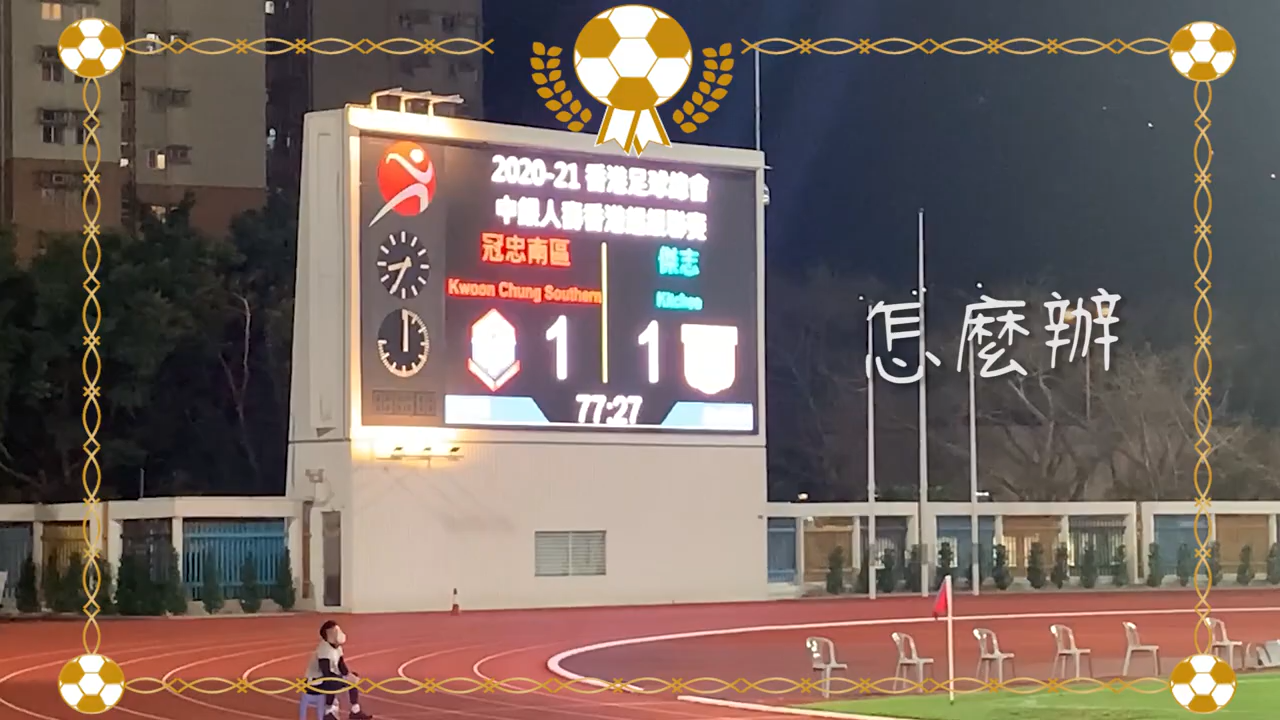 2020-21 香港足球總會
中銀人壽香港超級聯賽
冠忠南區
傑志
Kwoon Chung Southern
Kitchee
1
1
77:27
怎麼辦